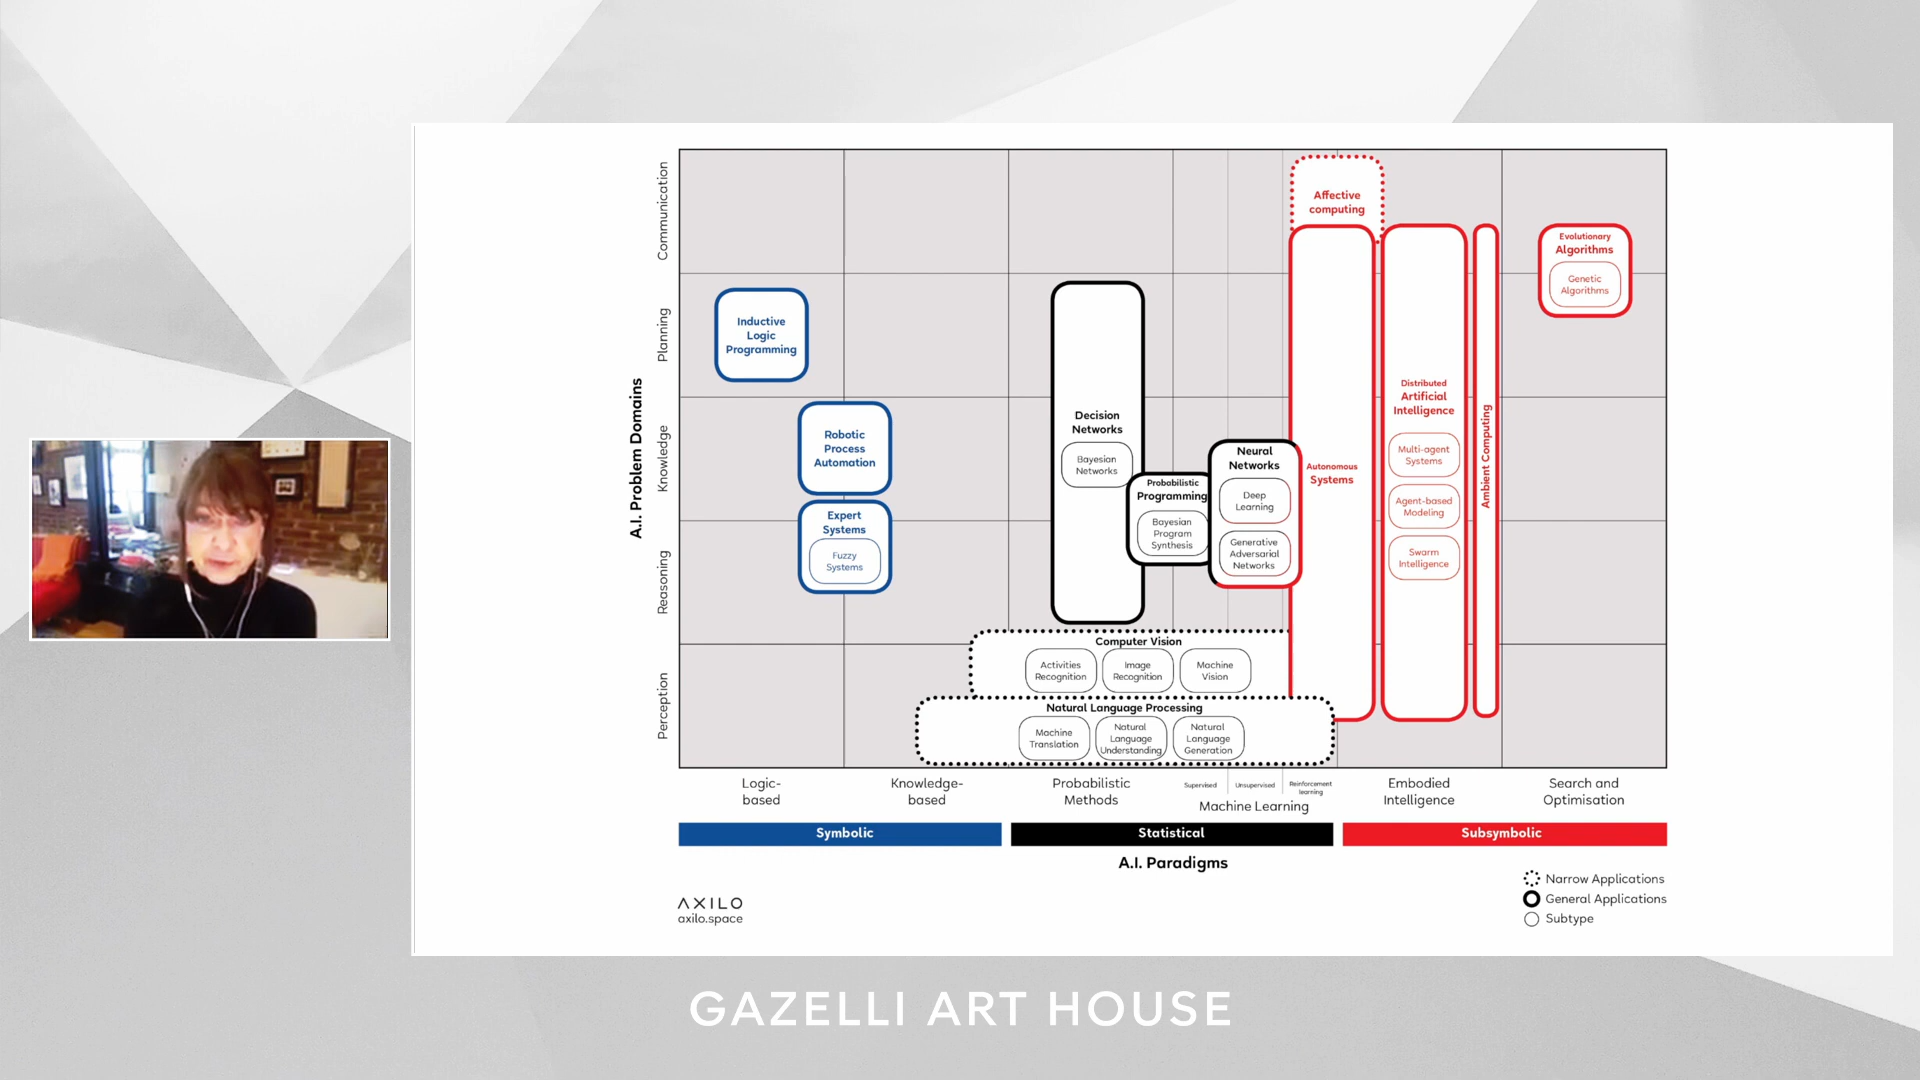 Communication
Planning
Knowledge
Reasoning
Perception
A.I. Problem Domains
Affective
computing
Evolutionary
Algorithms
Genetic
Algorithms
Inductive
Logic
Programming
Robotic
Process
Automation
Expert
Systems
Fuzzy
Systems
Decision
Networks
Bayesian
Networks
Probabilistic
Programming
Bayesian
Program
Synthesis
Neural
Networks
Deep
Learning
Generative
Adversarial
Networks
Autonomous
Systems
Distributed
Artificial
Intelligence
Multi-agent
Systems
Agent-based
Modeling
Swarm
Intelligence
Ambient Computing
Computer Vision
Activities
Recognition
Image
Recognition
Machine
Vision
Natural Language Processing
Machine
Translation
Natural
Language
Understanding
Natural
Language
Generation
Logic-
based
Knowledge-
based
Probabilistic
Methods
Supervised
Unsupervised
Reinforcement
learning
Machine Learning
Embodied
Intelligence
Search and
Optimisation
Symbolic
Statistical
Subsymbolic
A.I. Paradigms
Narrow Applications
General Applications
Subtype
AXILO
axilo.space
GAZELLI ART HOUSE